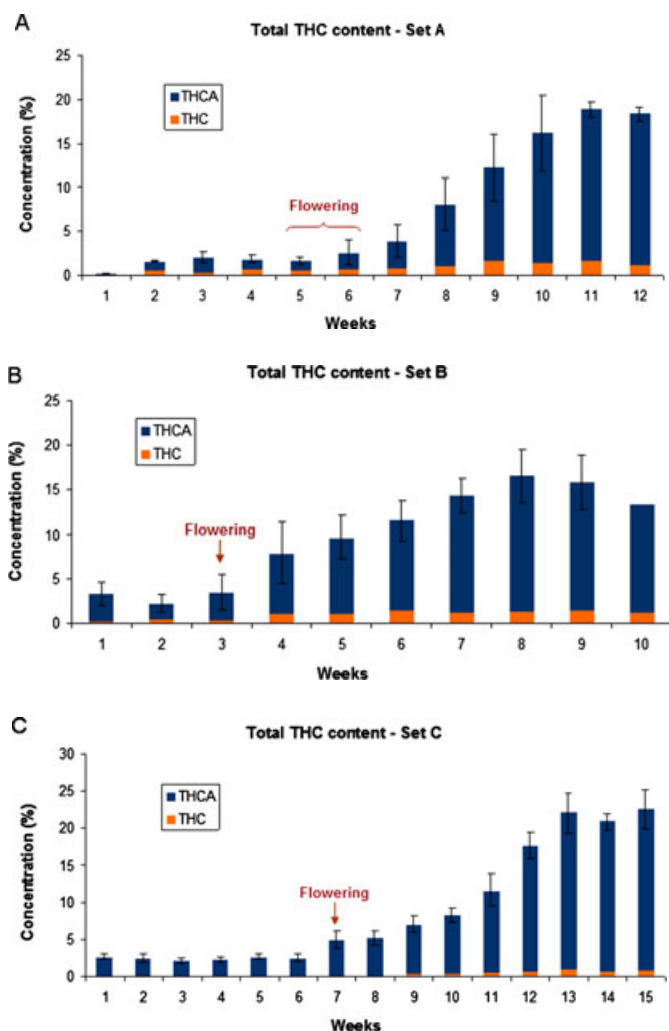 A
Total THC content - Set A
Concentration (%)
25
20
15
10
5
0
THCA
THC
Flowering
1 2 3 4 5 6 7 8 9 10 11 12
Weeks
B
Total THC content - Set B
Concentration (%)
25
20
15
10
5
0
THCA
THC
Flowering
1 2 3 4 5 6 7 8 9 10
Weeks
C
Total THC content - Set C
Concentration (%)
30
25
20
15
10
5
0
THCA
THC
Flowering
1 2 3 4 5 6 7 8 9 10 11 12 13 14 15
Weeks